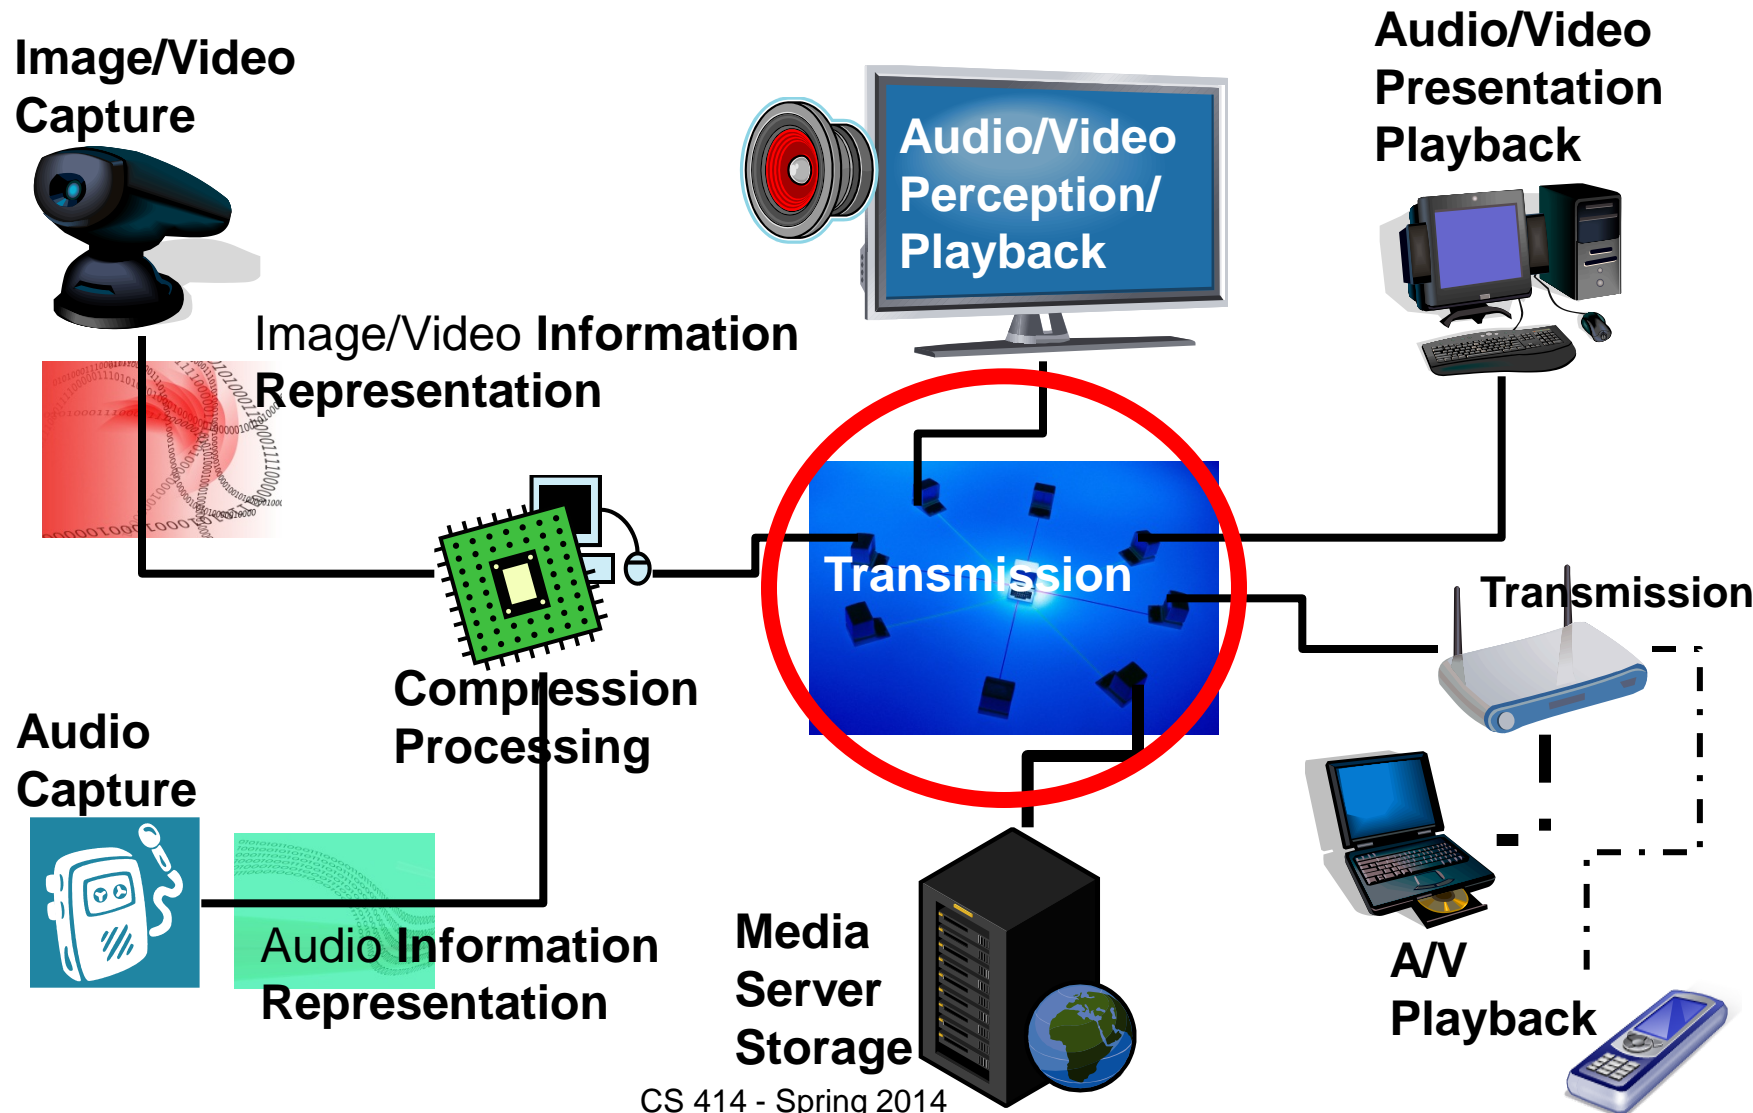 Image/Video
Capture
Audio/Video
Perception/
Playback
Audio/Video
Presentation
Playback
Image/Video Information
Representation
Transmission
Transmission
Compression
Processing
Audio
Capture
Audio Information
Representation
Media
Server
Storage
A/V
Playback
CS 414 - Spring 2014